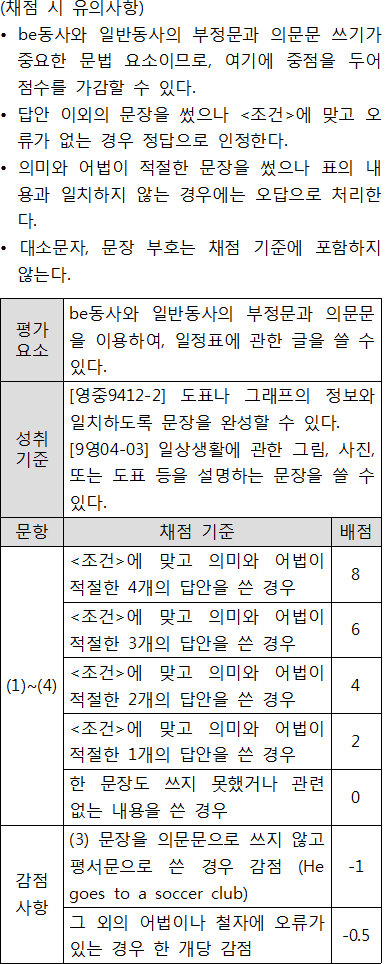 (채점 시 유의사항)
• be동사와 일반동사의 부정문과 의문문 쓰기가
중요한 문법 요소이므로, 여기에 중점을 두어
점수를 가감할 수 있다.
• 답안 이외의 문장을 썼으나 <조건>에 맞고 오
류가 없는 경우 정답으로 인정한다.
• 의미와 어법이 적절한 문장을 썼으나 표의 내
용과 일치하지 않는 경우에는 오답으로 처리한
다.
• 대소문자, 문장 부호는 채점 기준에 포함하지
않는다.
평가
요소
be동사와 일반동사의 부정문과 의문문
을 이용하여, 일정표에 관한 글을 쓸 수
있다.
성취
기준
[영중9412-2] 도표나 그래프의 정보와
일치하도록 문장을 완성할 수 있다.
[9영04-03] 일상생활에 관한 그림, 사진,
또는 도표 등을 설명하는 문장을 쓸 수
있다.
문항 채점 기준 배점
(1)~(4)
<조건>에 맞고 의미와 어법이
적절한 4개의 답안을 쓴 경우
8
<조건>에 맞고 의미와 어법이
적절한 3개의 답안을 쓴 경우
6
<조건>에 맞고 의미와 어법이
적절한 2개의 답안을 쓴 경우
4
<조건>에 맞고 의미와 어법이
적절한 1개의 답안을 쓴 경우
2
한 문장도 쓰지 못했거나 관련
없는 내용을 쓴 경우
0
감점
사항
(3) 문장을 의문문으로 쓰지 않고
평서문으로 쓴 경우 감점 (He
goes to a soccer club)
-1
그 외의 어법이나 철자에 오류가
있는 경우 한 개당 감점
-0.5